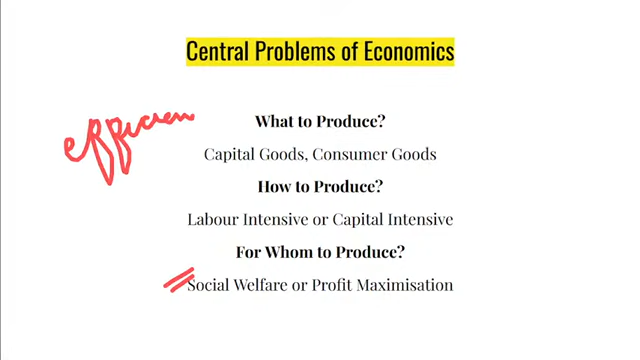 Central Problems of Economics
efficien
What to Produce?
Capital Goods, Consumer Goods
How to Produce?
Labour Intensive or Capital Intensive
For Whom to Produce?
Social Welfare or Profit Maximisation